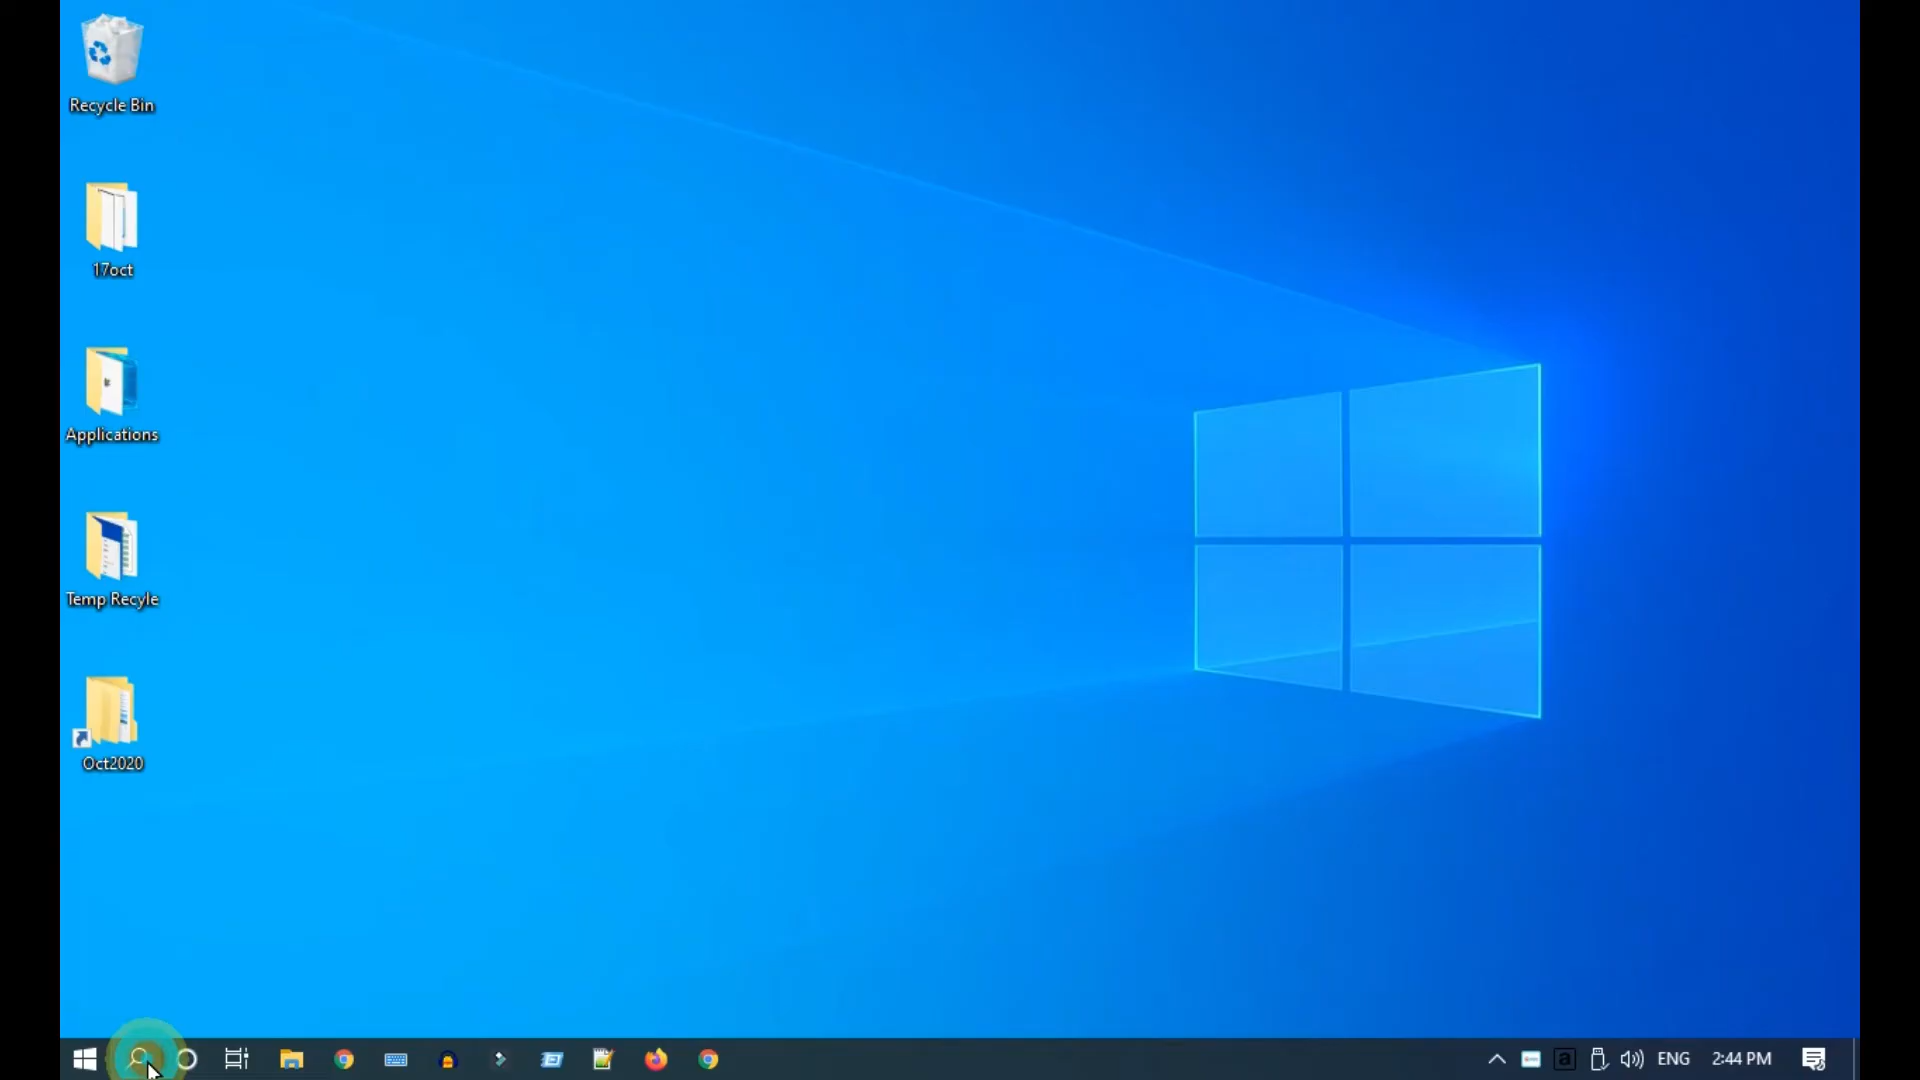 Recycle Bin
17oct
Applications
Temp Recyle
Oct2020
ENG
2:44 PM